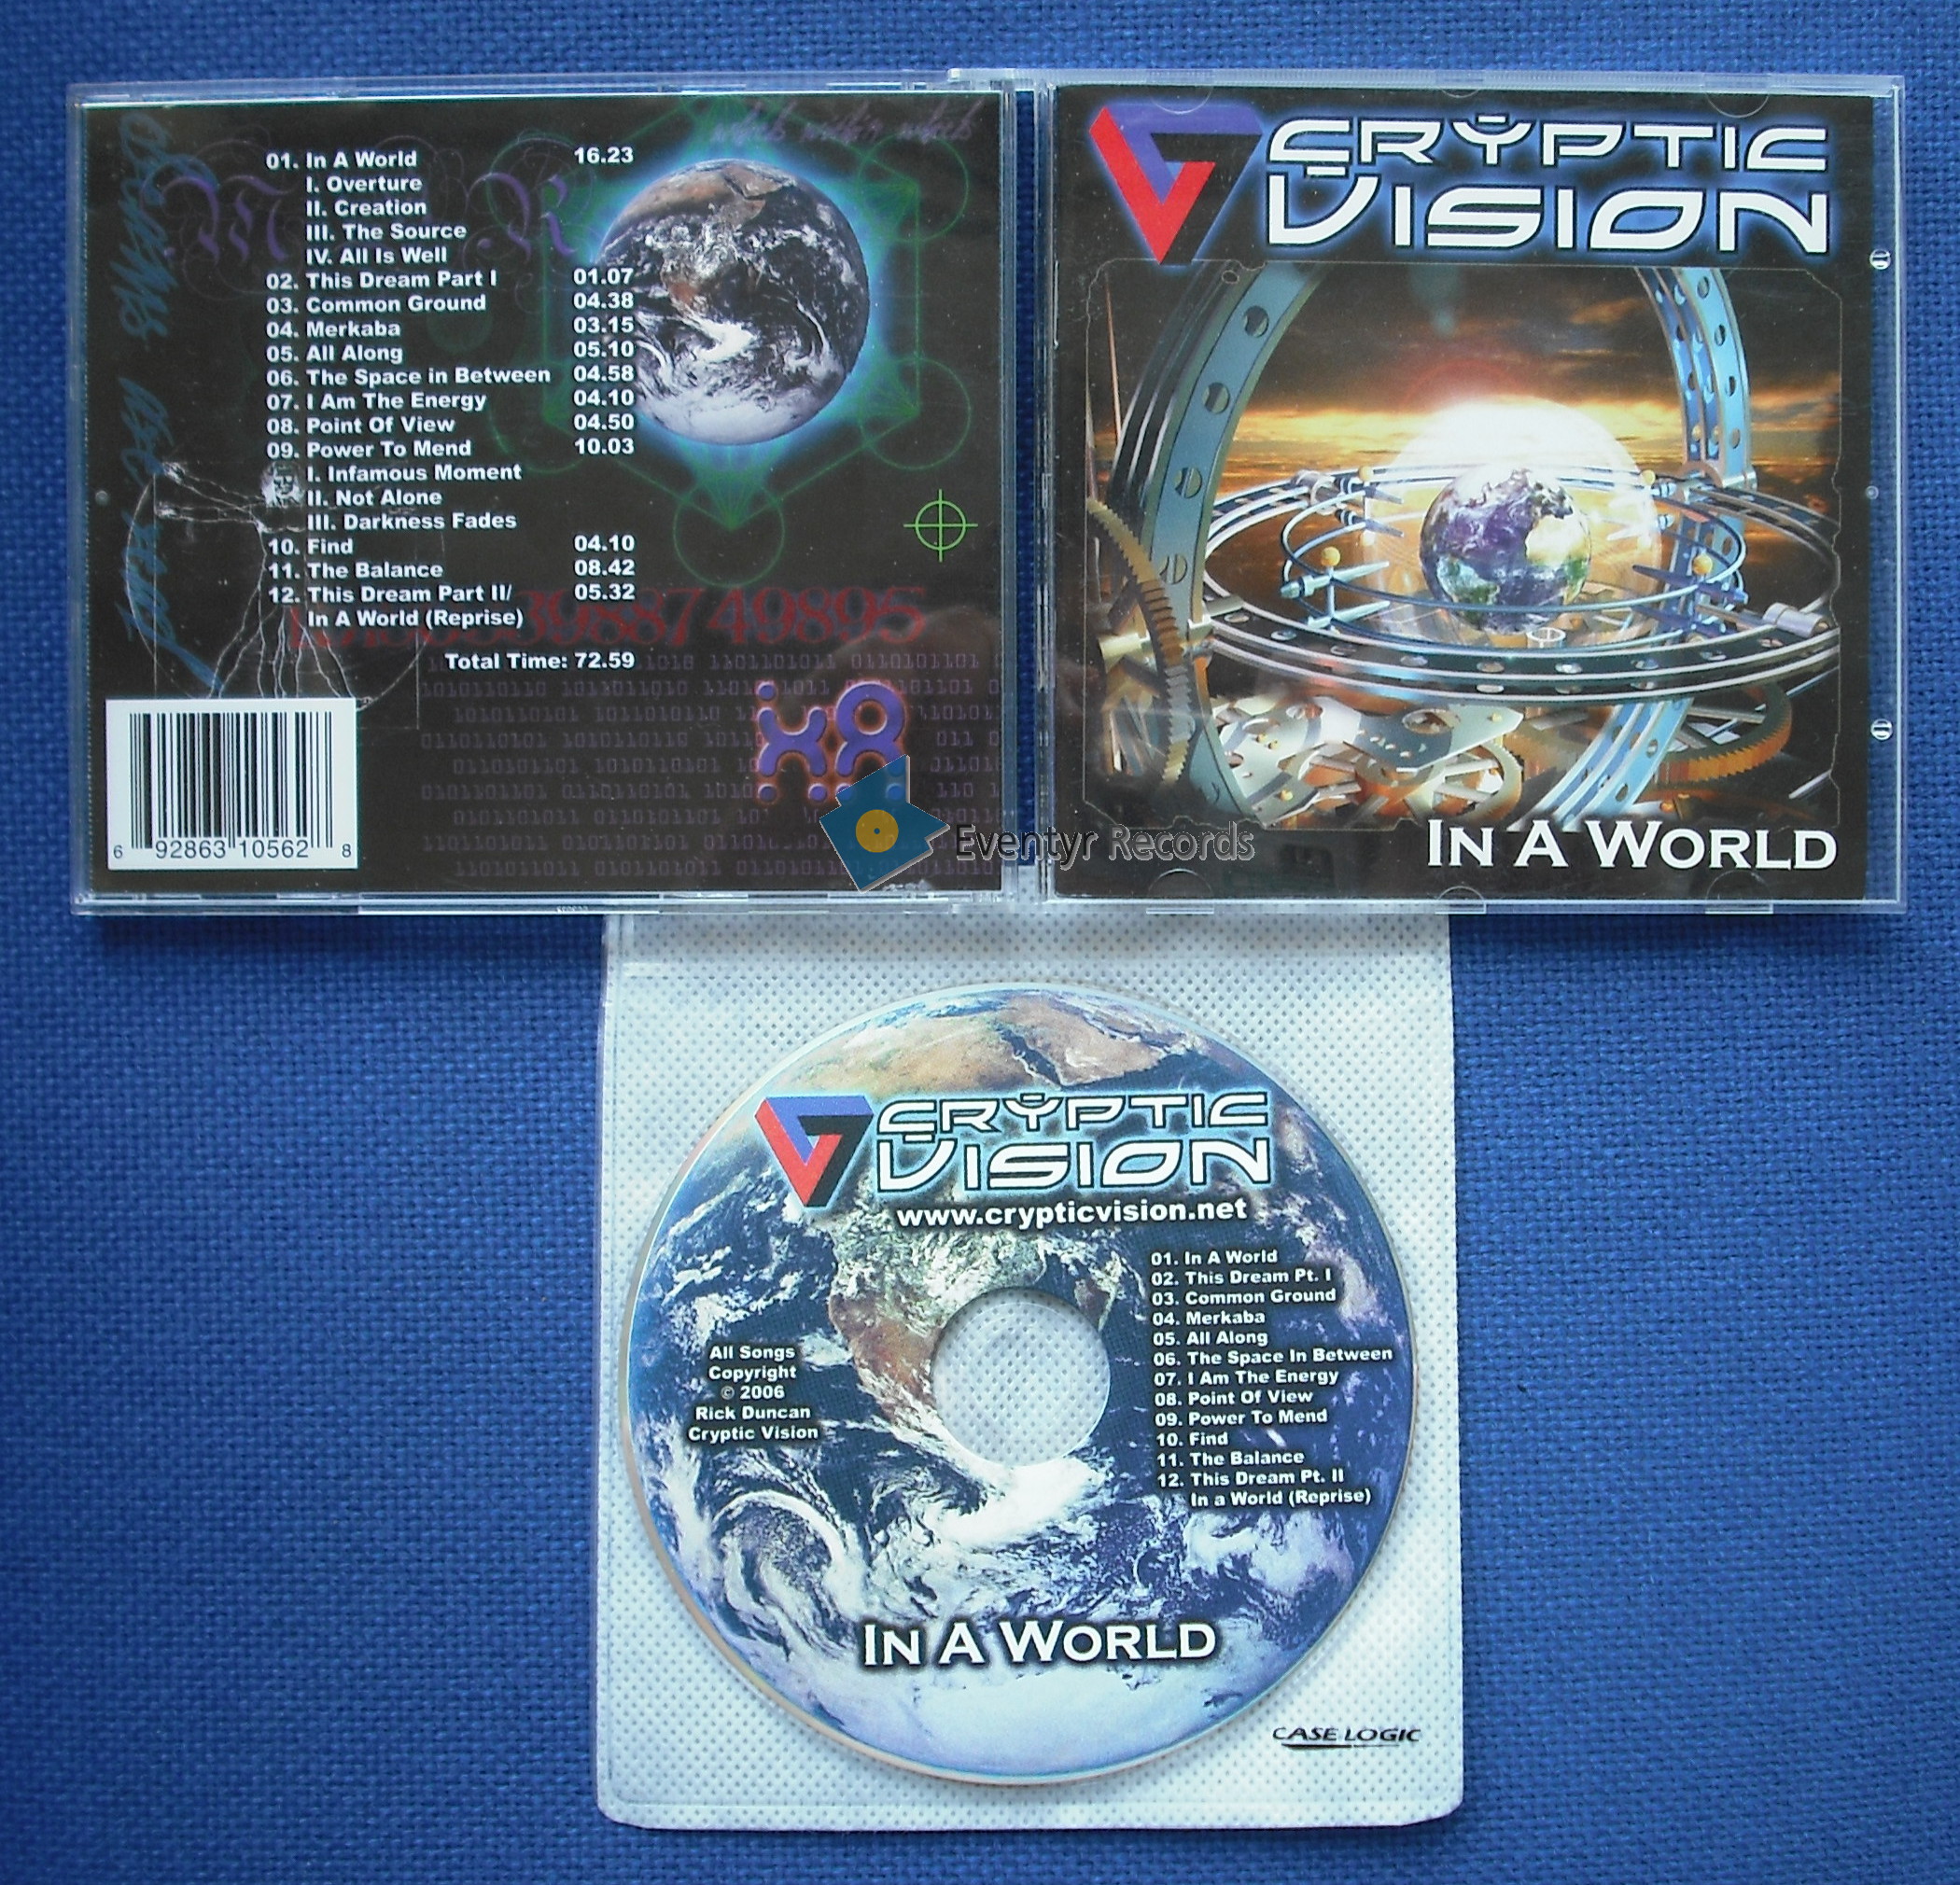 01. In A World 16.23
I. Overture
II. Creation
III. The Source
IV. All Is Well
02. This Dream Part I 01.07
03. Common Ground 04.38
04. Merkaba 03.15
05. All Along 05.10
06. The Space in Between 04.58
07. I Am The Energy 04.10
08. Point Of View 04.50
09. Power To Mend 10.03
I. Infamous Moment
II. Not Alone
III. Darkness Fades
10. Find 04.10
11. The Balance 08.42
12. This Dream Part II/ 05.32
In A World (Reprise)
Total Time: 72.59
6 92863 10562 8
CRYPTIC
VISION
IN A WORLD
Eventyr Records
CRYPTIC
VISION
www.crypticvision.net
01. In A World
02. This Dream Pt. I
03. Common Ground
04. Merkaba
05. All Along
06. The Space In Between
07. I Am The Energy
08. Point Of View
09. Power To Mend
10. Find
11. The Balance
12. This Dream Pt. II
In a World (Reprise)
All Songs
Copyright
© 2006
Rick Duncan
Cryptic Vision
IN A WORLD
CASE LOGIC